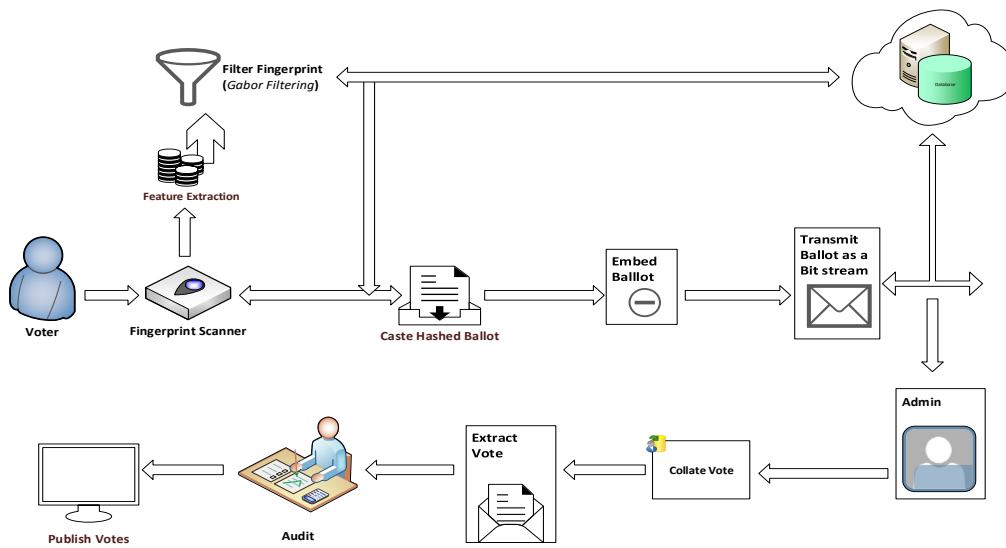 Filter Fingerprint
(Gabor Filtering)
Database
Feature Extraction
Voter
Fingerprint Scanner
Caste Hashed Ballot
Embed
Balllot
Transmit
Ballot as a
Bit stream
Admin
Collate Vote
Extract
Vote
Audit
Publish Votes